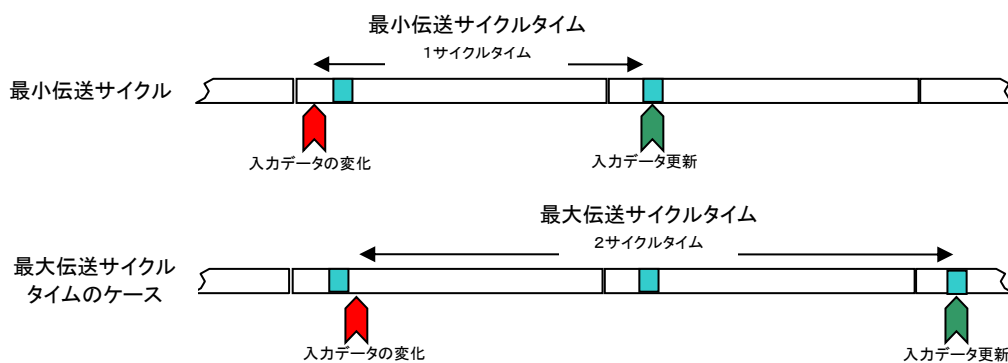 最小伝送サイクルタイム
1サイクルタイム
最小伝送サイクル
入力データの変化
入力データ更新
最大伝送サイクルタイム
2サイクルタイム
最大伝送サイクル
タイムのケース
入力データの変化
入力データ更新